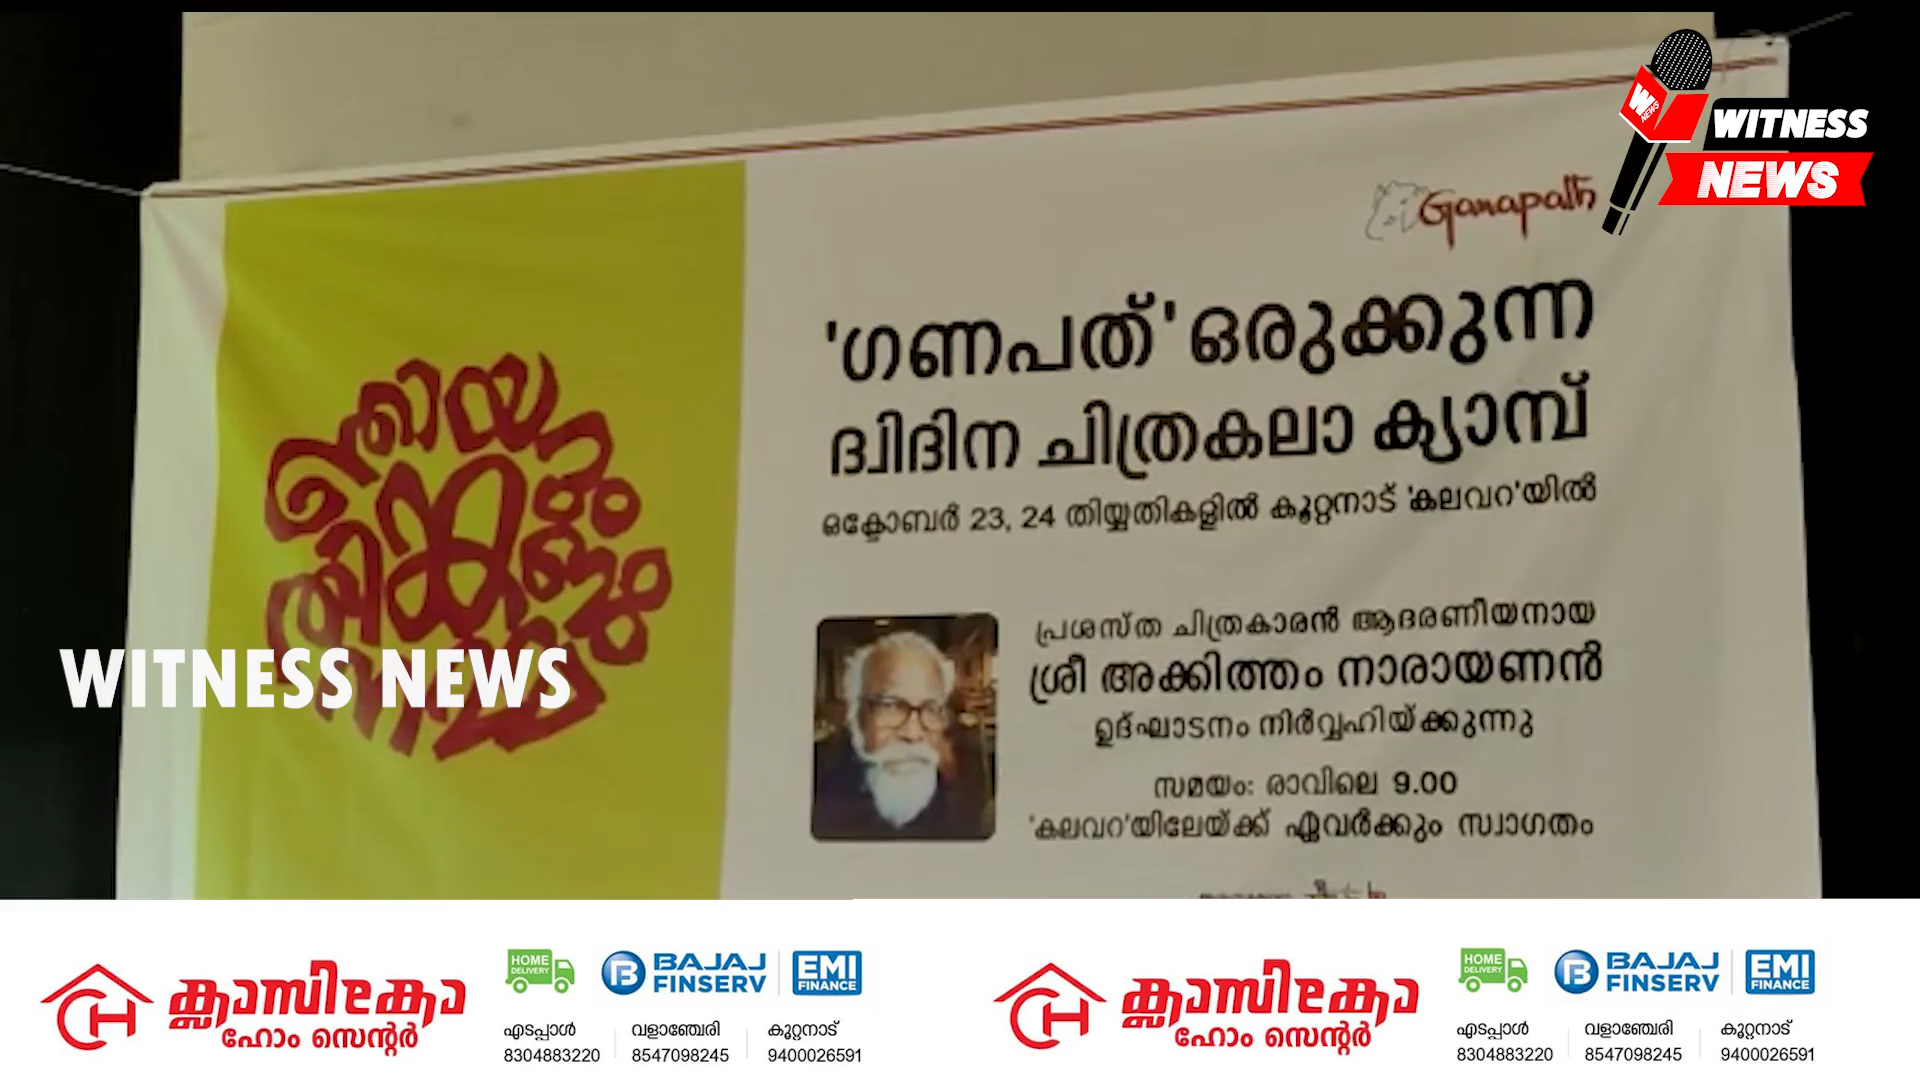 WITNESS
NEWS
W
NEWS
Ganapath
'ഗണപത്' ഒരുക്കുന്ന
ദ്വിദിന ചിത്രകലാ ക്യാമ്പ്
ഒക്ടോബർ 23, 24 തിയ്യതികളിൽ കൂറ്റനാട് 'കലവറ'യിൽ
പ്രശസ്ത ചിത്രകാരൻ ആദരണീയനായ
ശ്രീ അക്കിത്തം നാരായണൻ
ഉദ്ഘാടനം നിർവ്വഹിയ്ക്കുന്നു
സമയം: രാവിലെ 9.00
'കലവറ'യിലേയ്ക്ക് ഏവർക്കും സ്വാഗതം
WITNESS NEWS
CH
ഹോം സെന്റർ
HOME
DELIVERY
B BAJAJ
FINSERV
EMI
FINANCE
എടപ്പാൾ വളാഞ്ചേരി കൂറ്റനാട്
8304883220 8547098245 9400026591
CH
ഹോം സെന്റർ
HOME
DELIVERY
B BAJAJ
FINSERV
EMI
FINANCE
എടപ്പാൾ വളാഞ്ചേരി കൂറ്റനാട്
8304883220 8547098245 9400026591